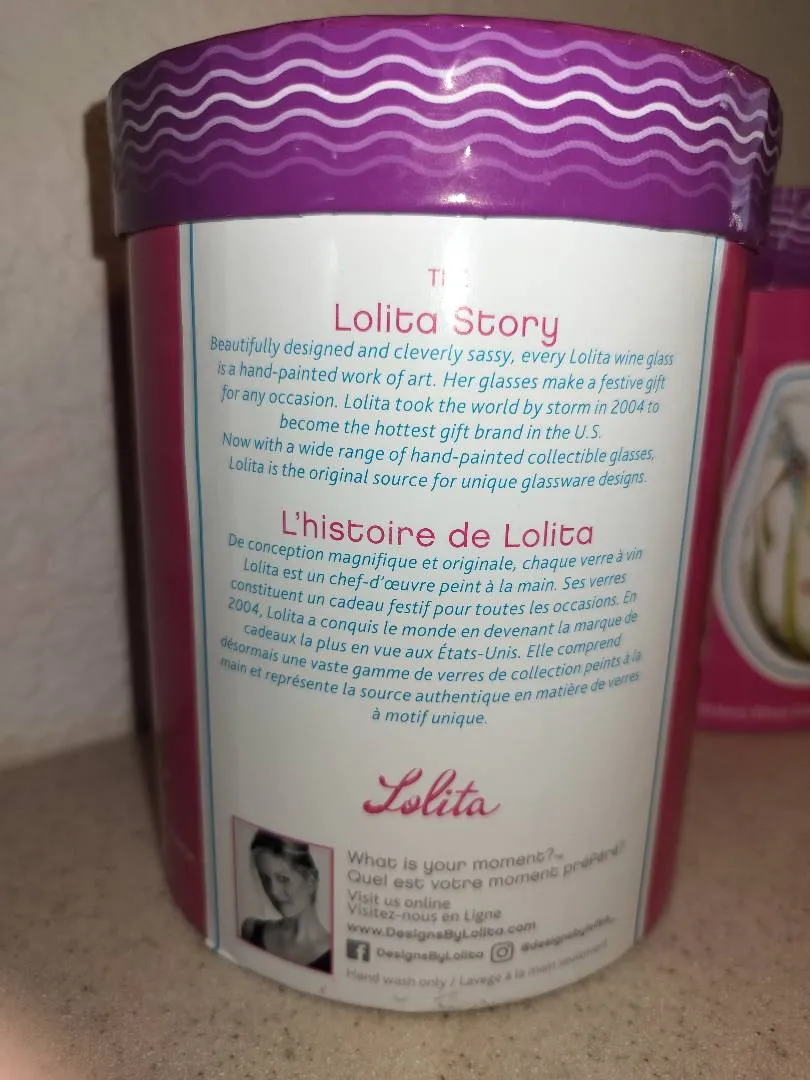 Lolita Story
Beautifully designed and cleverly sassy, every Lolita wine glass
is a hand-painted work of art. Her glasses make a festive gift
for any occasion. Lolita took the world by storm in 2004 to
become the hottest gift brand in the U.S.
Now with a wide range of hand-painted collectible glasses,
Lolita is the original source for unique glassware designs.
L'histoire de Lolita
De conception magnifique et originale, chaque verre à vin
Lolita est un chef-d'œuvre peint à la main. Ses verres
constituent un cadeau festif pour toutes les occasions. En
2004, Lolita a conquis le monde en devenant la marque de
cadeaux la plus en vue aux États-Unis. Elle comprend
désormais une vaste gamme de verres de collection peints à la
main et représente la source authentique en matière de verres
à motif unique.
Lolita
What is your moment?™
Quel est votre moment préféré?
Visit us online
Visitez-nous en Ligne
www.DesignsByLolita.com
f DesignsByLolita
Hand wash only / Lavage à la main seulement